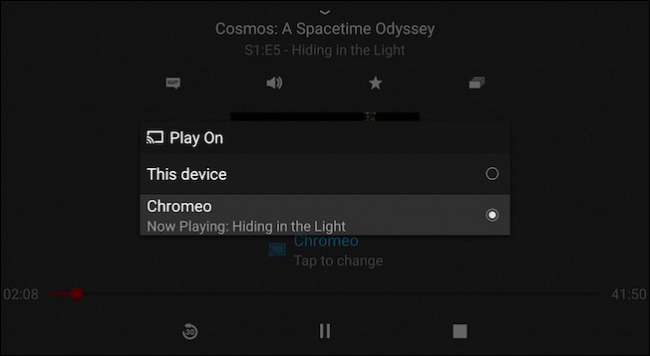 Cosmos: A Spacetime Odyssey
S1:E5 - Hiding in the Light
Play On
This device
Chromeo
Now Playing: Hiding in the Light
Chromeo
Tap to change
02:08
41:50
30